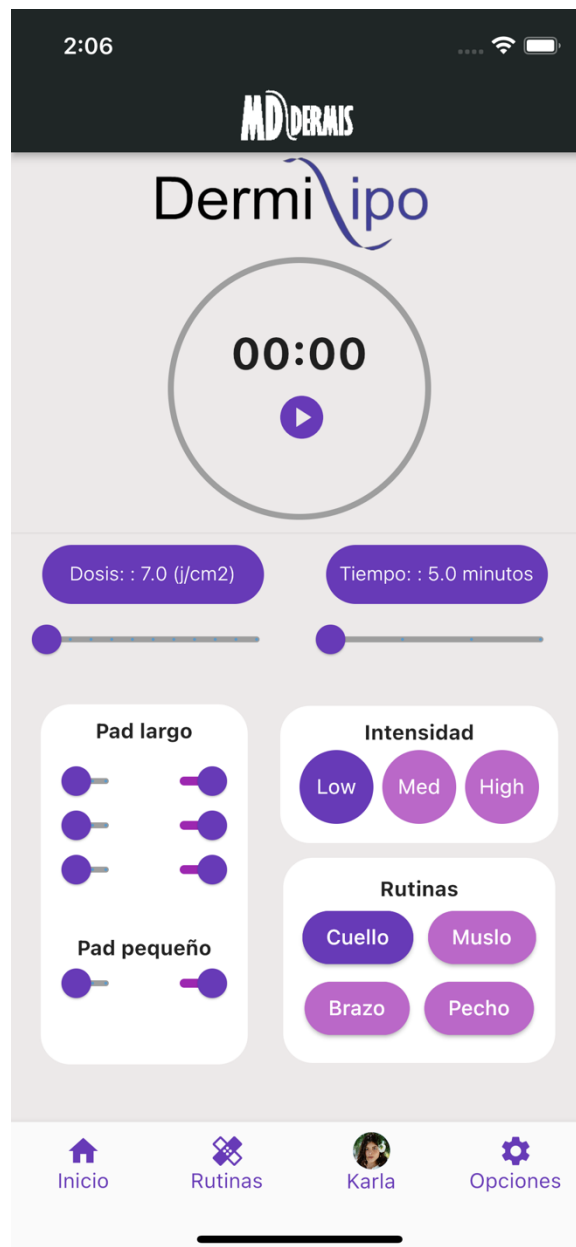 2:06
MD DERMIS
Dermilipo
00:00
Dosis: : 7.0 (j/cm2)
Tiempo: : 5.0 minutos
Pad largo
Intensidad
Low Med High
Rutinas
Cuello Muslo
Pad pequeño
Brazo Pecho
Inicio Rutinas Karla Opciones